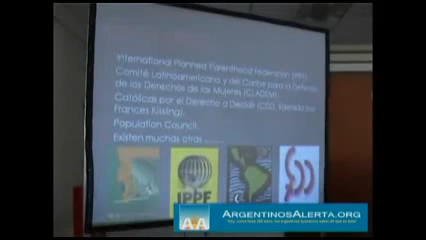 International Planned Parenthood Federation (IPPF).
Comité Latinoamericano y del Caribe para la Defensa
de los Derechos de las Mujeres (CLADEM).
Católicas por el Derecho a Decidir (CDD, liderado por
Frances Kissling).
Population Council.
Existen muchas otras ........
IPPF
ARGENTINOSALERTA.ORG